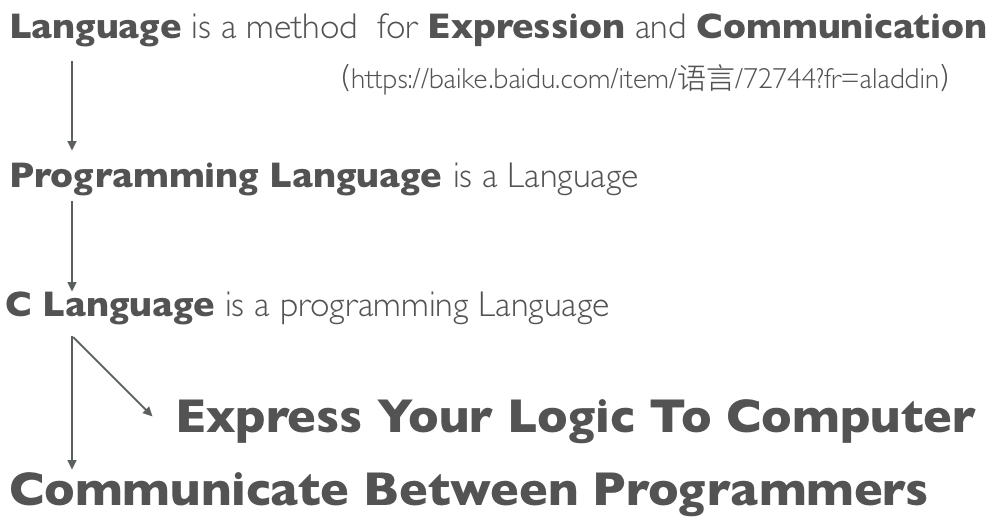 Language is a method for Expression and Communication
（https://baike.baidu.com/item/语言/72744?fr=aladdin）
Programming Language is a Language
C Language is a programming Language
Express Your Logic To Computer
Communicate Between Programmers